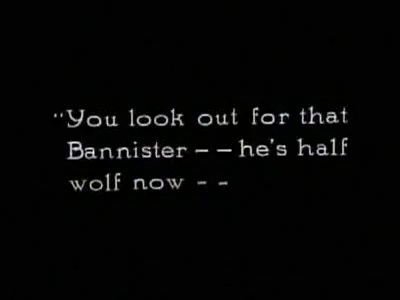 "You look out for that
Bannister -- he's half
wolf now --